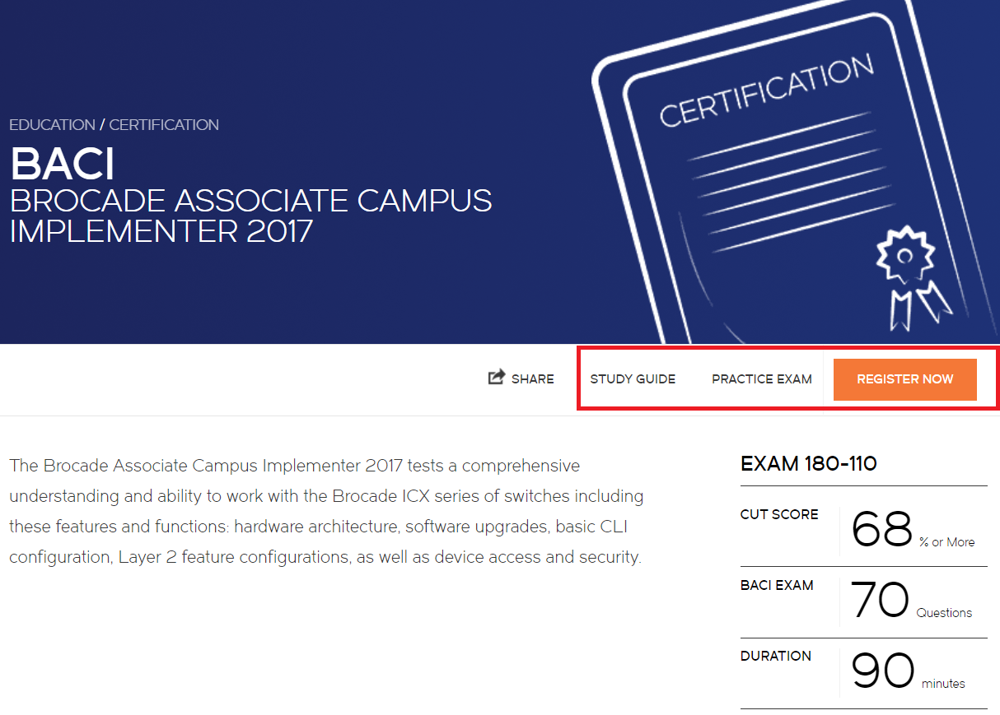 CERTIFICATION
EDUCATION / CERTIFICATION
BACI
BROCADE ASSOCIATE CAMPUS
IMPLEMENTER 2017
SHARE
STUDY GUIDE
PRACTICE EXAM
REGISTER NOW
The Brocade Associate Campus Implementer 2017 tests a comprehensive
understanding and ability to work with the Brocade ICX series of switches including
these features and functions: hardware architecture, software upgrades, basic CLI
configuration, Layer 2 feature configurations, as well as device access and security.
EXAM 180-110
CUT SCORE
68 % or More
BACI EXAM
70 Questions
DURATION
90 minutes